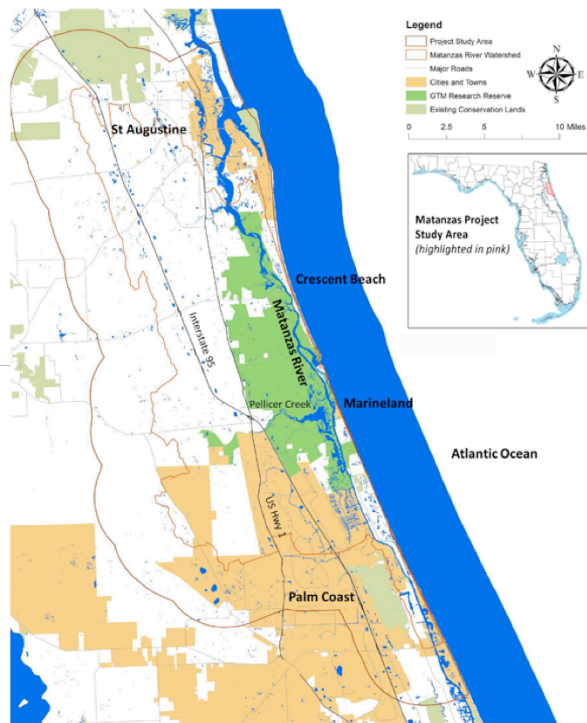 Legend
Project Study Area
Matanzas River Watershed
Major Roads
Cities and Towns
GTM Research Reserve
Existing Conservation Lands
N
W E
S
0 2.5 5 10 Miles
St Augustine
Matanzas Project
Study Area
(highlighted in pink)
Crescent Beach
Matanzas River
Interstate 95
Pellicer Creek
Marineland
Atlantic Ocean
US Hwy 1
Palm Coast